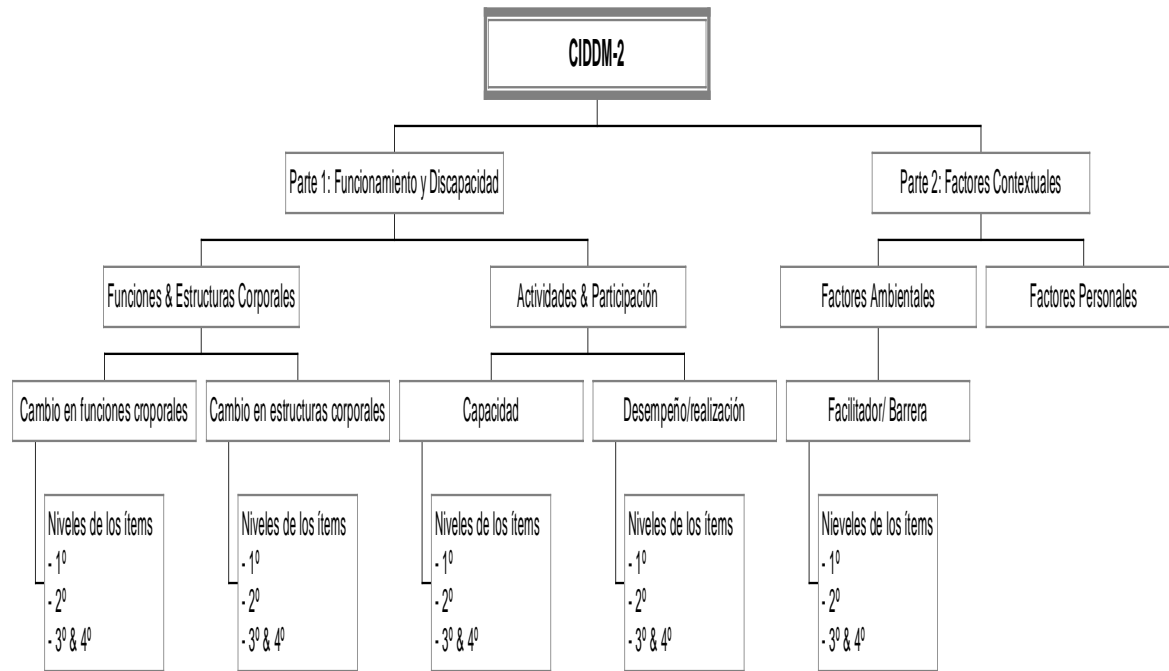 CIDDM-2
Parte 1: Funcionamiento y Discapacidad
Parte 2: Factores Contextuales
Funciones & Estructuras Corporales
Actividades & Participación
Factores Ambientales
Factores Personales
Cambio en funciones croporales
Cambio en estructuras corporales
Capacidad
Desempeño/realización
Facilitador/ Barrera
Niveles de los ítems
- 1º
- 2º
- 3º & 4º
Niveles de los ítems
- 1º
- 2º
- 3º & 4º
Niveles de los ítems
- 1º
- 2º
- 3º & 4º
Niveles de los ítems
- 1º
- 2º
- 3º & 4º
Nieveles de los ítems
- 1º
- 2º
- 3º & 4º